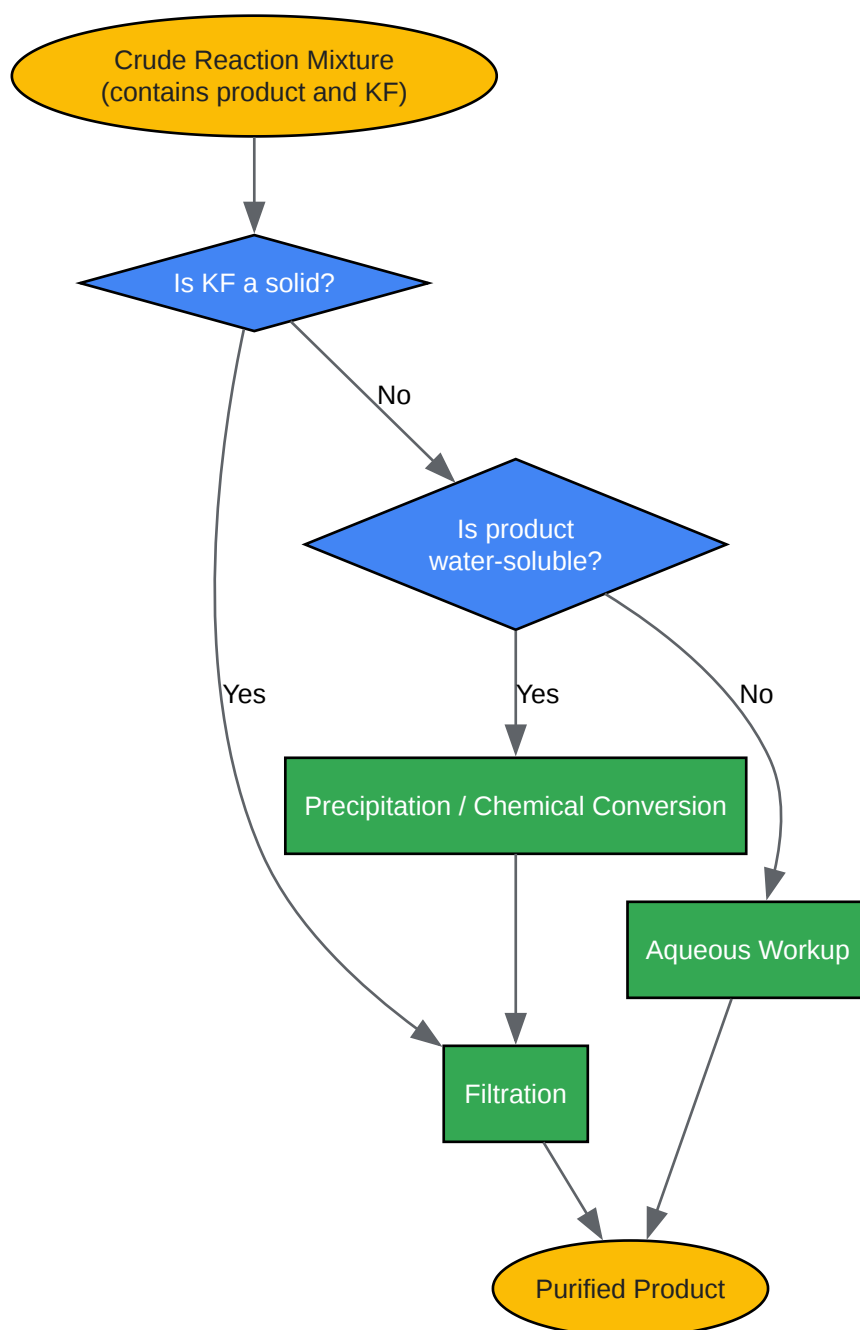 Crude Reaction Mixture
(contains product and KF)
Is KF a solid?
No
Is product
water-soluble?
Yes
Yes
No
Precipitation / Chemical Conversion
Aqueous Workup
Filtration
Purified Product